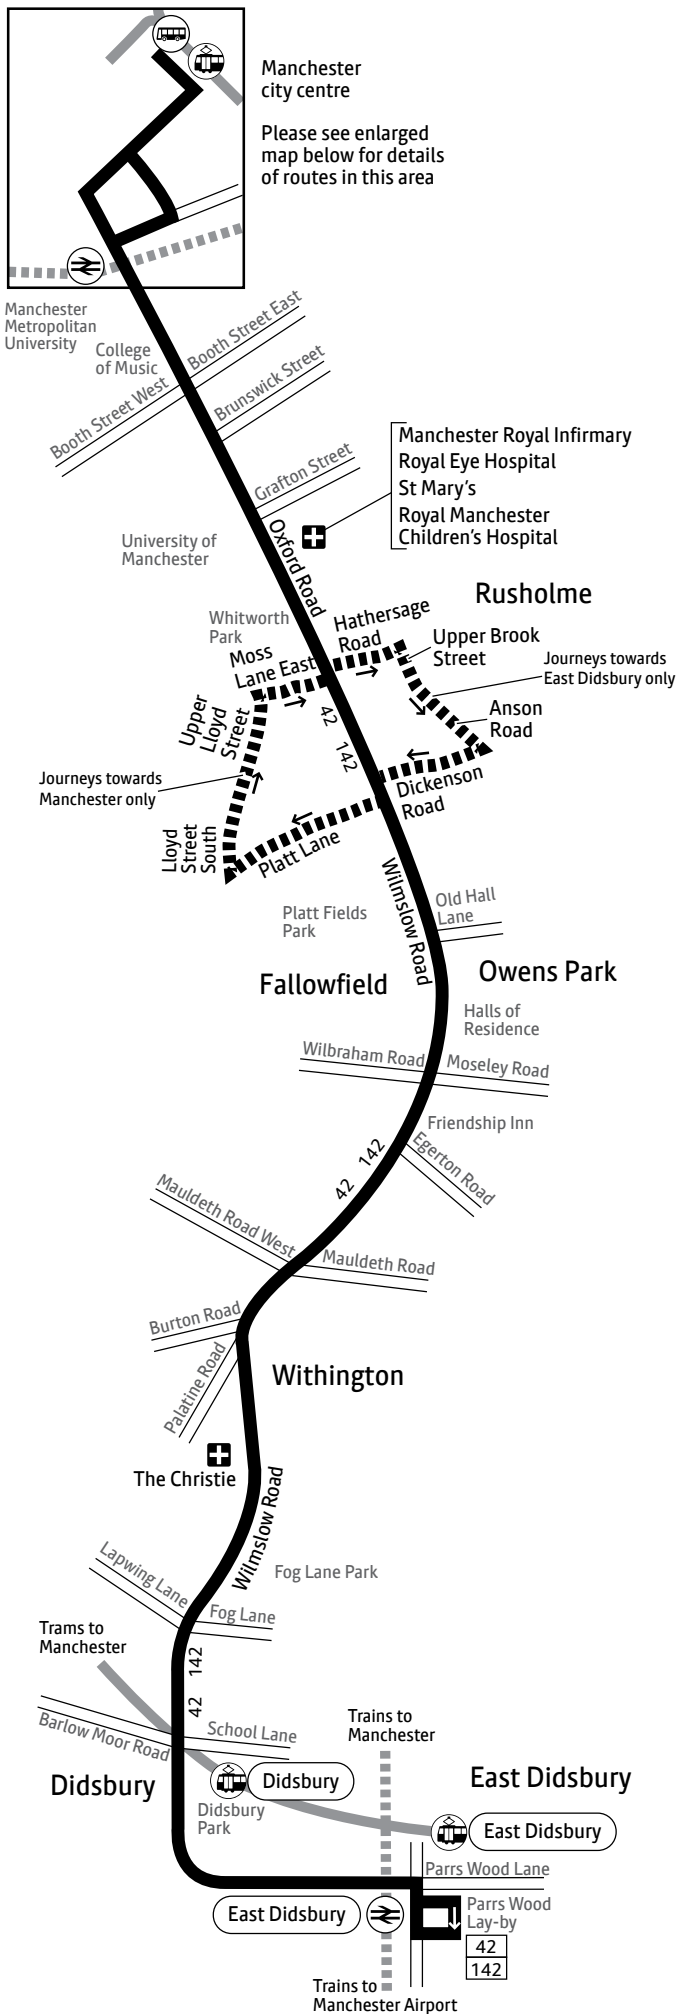 Manchester
city centre
Please see enlarged
map below for details
of routes in this area
Manchester
Metropolitan
University
College
of Music
Booth Street East
Booth Street West
Brunswick Street
Grafton Street
Manchester Royal Infirmary
Royal Eye Hospital
St Mary's
Royal Manchester
Children's Hospital
University of
Manchester
Oxford Road
Rusholme
Whitworth
Park
Hathersage
Road
Moss
Lane East
Upper Brook
Street
Journeys towards
East Didsbury only
Upper
Lloyd
Street
42
142
Anson
Road
Journeys towards
Manchester only
Dickenson
Road
Lloyd
Street
South
Platt Lane
Wilmslow Road
Old Hall
Lane
Platt Fields
Park
Fallowfield
Owens Park
Halls of
Residence
Wilbraham Road
Moseley Road
Friendship Inn
Egerton Road
42
142
Mauldeth Road West
Mauldeth Road
Burton Road
Palatine Road
Withington
The Christie
Wilmslow Road
Fog Lane Park
Lapwing Lane
Fog Lane
Trams to
Manchester
42
142
Barlow Moor Road
School Lane
Trains to
Manchester
Didsbury
Didsbury
East Didsbury
Didsbury
Park
East Didsbury
Parrs Wood Lane
East Didsbury
Parrs Wood
Lay-by
42
142
Trains to
Manchester Airport